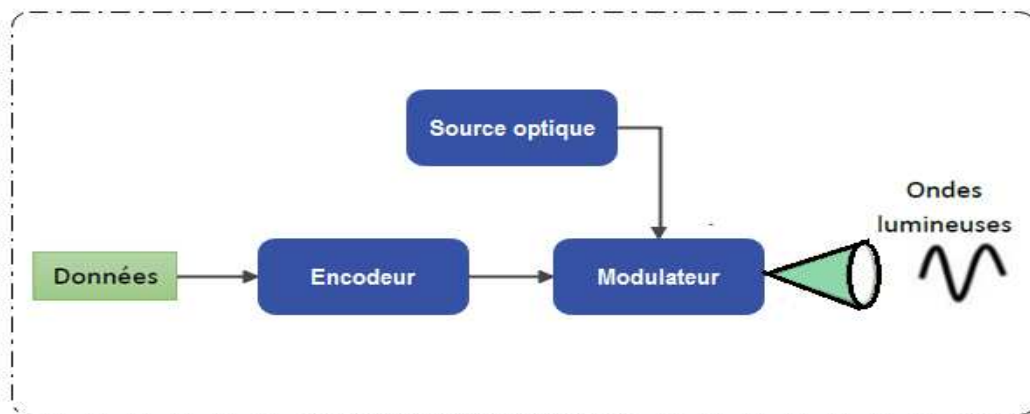 Source optique
Ondes
lumineuses
Données
Encodeur
Modulateur